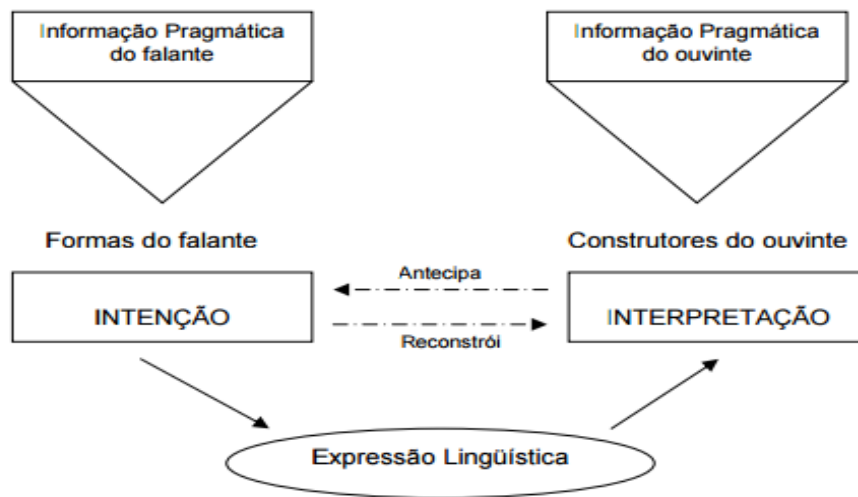 Informação Pragmática
do falante
Informação Pragmática
do ouvinte
Formas do falante
Construtores do ouvinte
Antecipa
INTENÇÃO
INTERPRETAÇÃO
Reconstrói
Expressão Lingüística